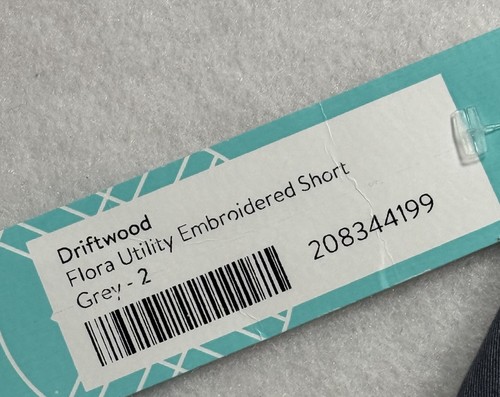 Driftwood
Flora Utility Embroidered Short
Grey - 2
208344199